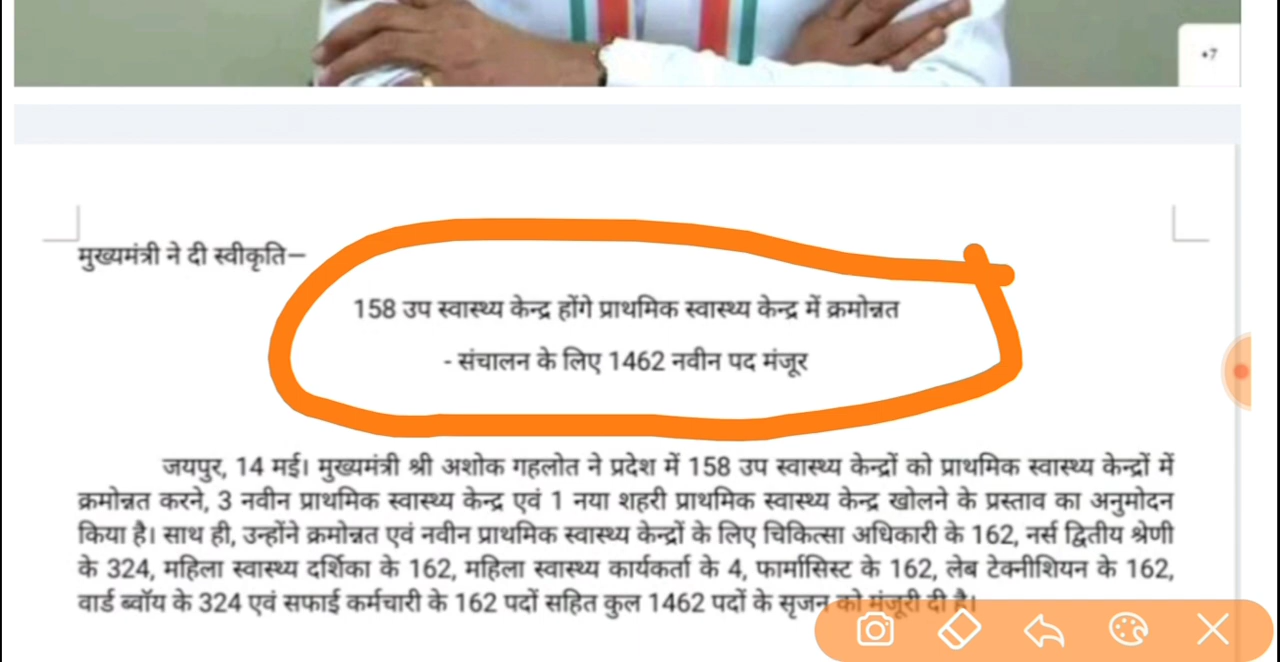 +7
मुख्यमंत्री ने दी स्वीकृति—
158 उप स्वास्थ्य केन्द्र होंगे प्राथमिक स्वास्थ्य केन्द्र में क्रमोन्नत
- संचालन के लिए 1462 नवीन पद मंजूर
जयपुर, 14 मई। मुख्यमंत्री श्री अशोक गहलोत ने प्रदेश में 158 उप स्वास्थ्य केन्द्रों को प्राथमिक स्वास्थ्य केन्द्रों में
क्रमोन्नत करने, 3 नवीन प्राथमिक स्वास्थ्य केन्द्र एवं 1 नया शहरी प्राथमिक स्वास्थ्य केन्द्र खोलने के प्रस्ताव का अनुमोदन
किया है। साथ ही, उन्होंने क्रमोन्नत एवं नवीन प्राथमिक स्वास्थ्य केन्द्रों के लिए चिकित्सा अधिकारी के 162, नर्स द्वितीय श्रेणी
के 324, महिला स्वास्थ्य दर्शिका के 162, महिला स्वास्थ्य कार्यकर्ता के 4, फार्मासिस्ट के 162, लेब टेक्नीशियन के 162,
वार्ड ब्वॉय के 324 एवं सफाई कर्मचारी के 162 पदों सहित कुल 1462 पदों के सृजन को मंजूरी दी है।